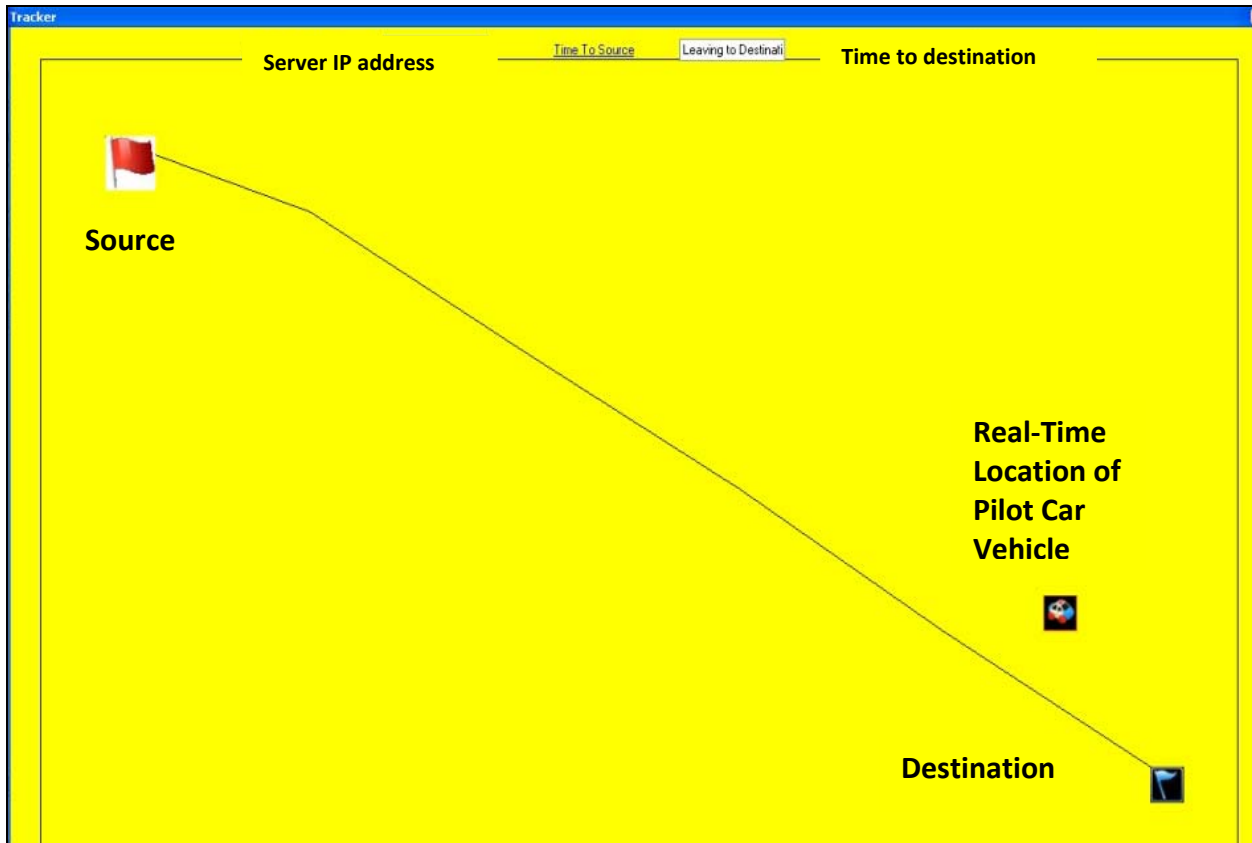 Tracker
Server IP address
Time To Source
Leaving to Destinati
Time to destination
Source
Real-Time
Location of
Pilot Car
Vehicle
Destination